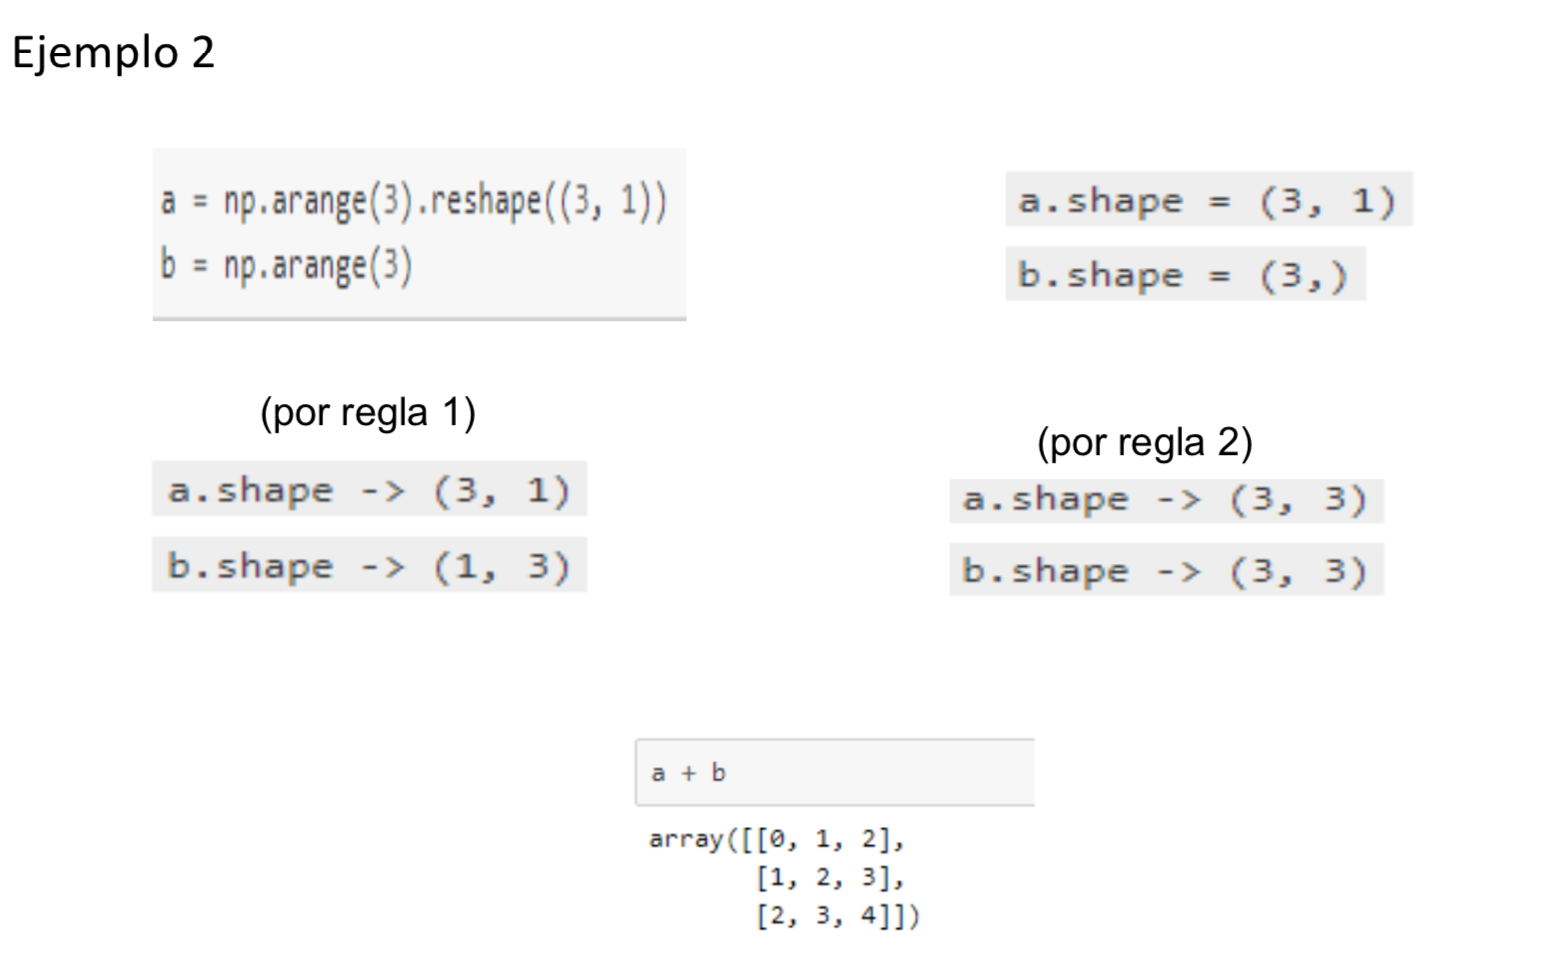 Ejemplo 2
a = np.arange(3).reshape((3, 1))
b = np.arange(3)
a.shape = (3, 1)
b.shape = (3,)
(por regla 1)
a.shape -> (3, 1)
b.shape -> (1, 3)
(por regla 2)
a.shape -> (3, 3)
b.shape -> (3, 3)
a + b
array([[0, 1, 2],
[1, 2, 3],
[2, 3, 4]])